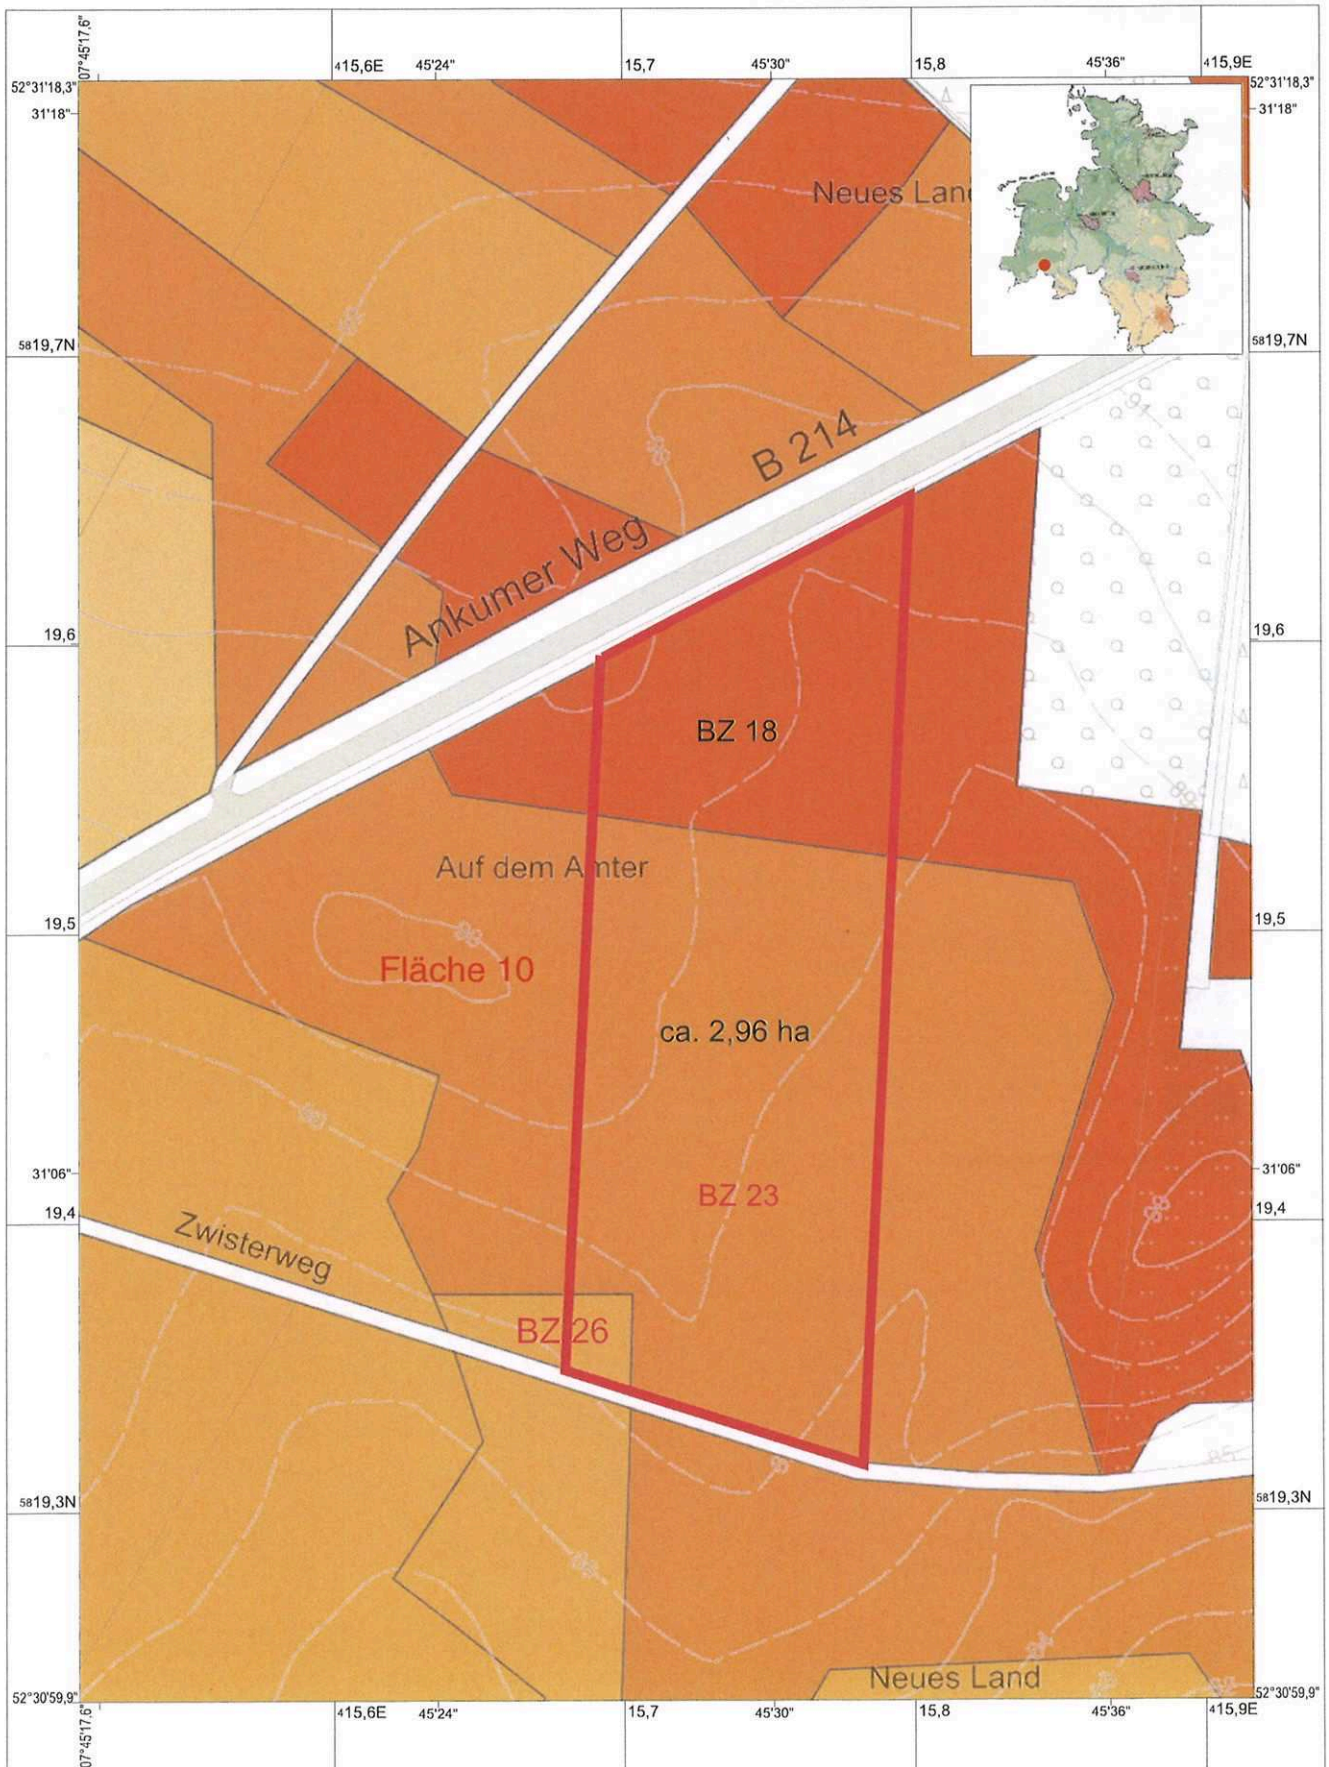 07°45'17.6"
415,6E 45'24" 15,7 45'30" 15,8 45'36" 415,9E
52°31'18,3" 52°31'18,3"
31'18" 31'18"
Neues Land
5819,7N 5819,7N
B 214
Ankumer Weg
19,6 19,6
BZ 18
Auf dem Amter
19,5 19,5
Fläche 10
ca. 2,96 ha
31'06" 31'06"
BZ 23
19,4 19,4
Zwisterweg
BZ 26
85
5819,3N 5819,3N
Neues Land
52°30'59,9" 52°30'59,9"
07°45'17.6"
415,6E 45'24" 15,7 45'30" 15,8 45'36" 415,9E